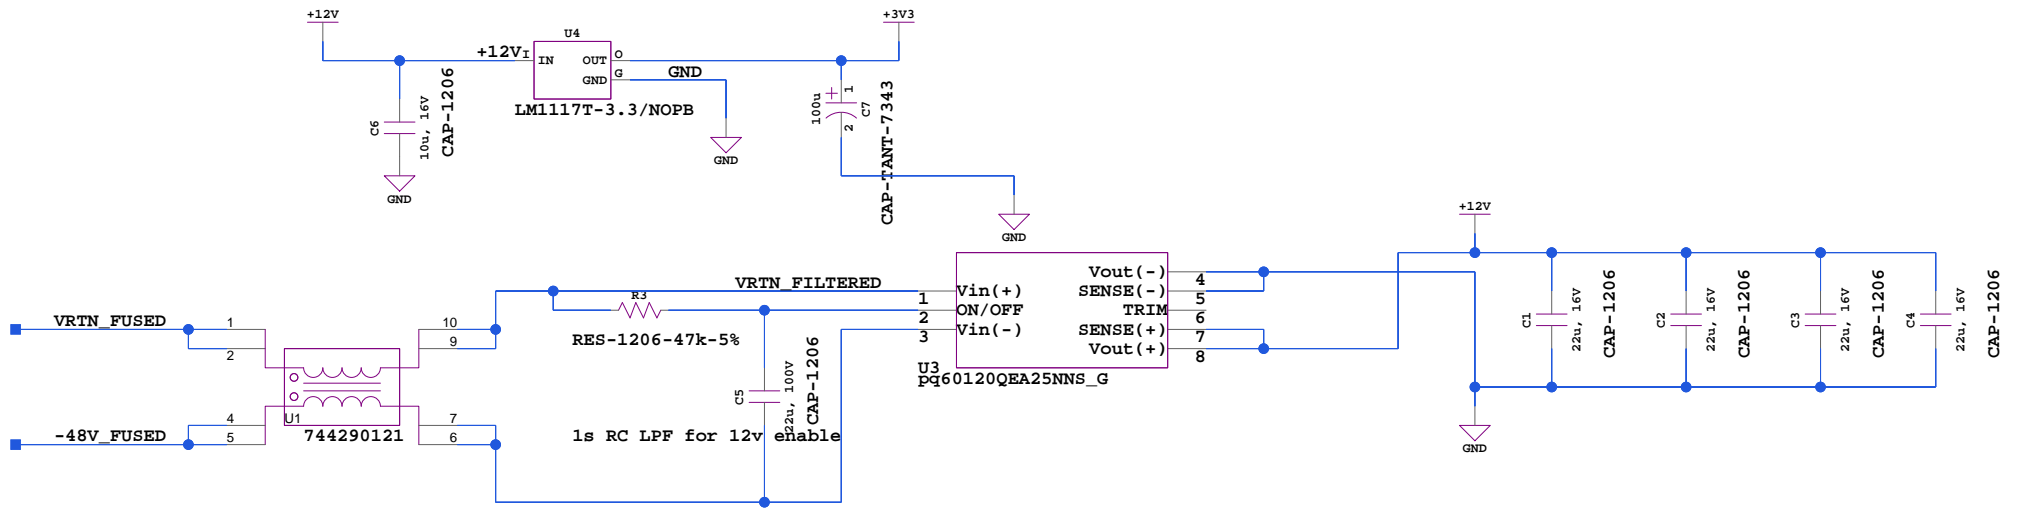 +12V
+3V3
U4
+12V
I
IN
OUT
O
GND
G
GND
LM1117T-3.3/NOPB
C6
10u, 16V
CAP-1206
GND
GND
100u
1
2
C7
CAP-TANT-7343
GND
+12V
VRTN_FUSED
1
2
10
9
-48V_FUSED
4
5
7
6
U1
744290121
VRTN_FILTERED
R3
RES-1206-47k-5%
C5
22u, 100V
CAP-1206
1s RC LPF for 12v enable
1
2
3
Vin(+)
ON/OFF
Vin(-)
Vout(-)
SENSE(-)
TRIM
SENSE(+)
Vout(+)
4
5
6
7
8
U3
pq60120QEA25NNS_G
C1
22u, 16V
CAP-1206
C2
22u, 16V
CAP-1206
C3
22u, 16V
CAP-1206
C4
22u, 16V
CAP-1206
GND